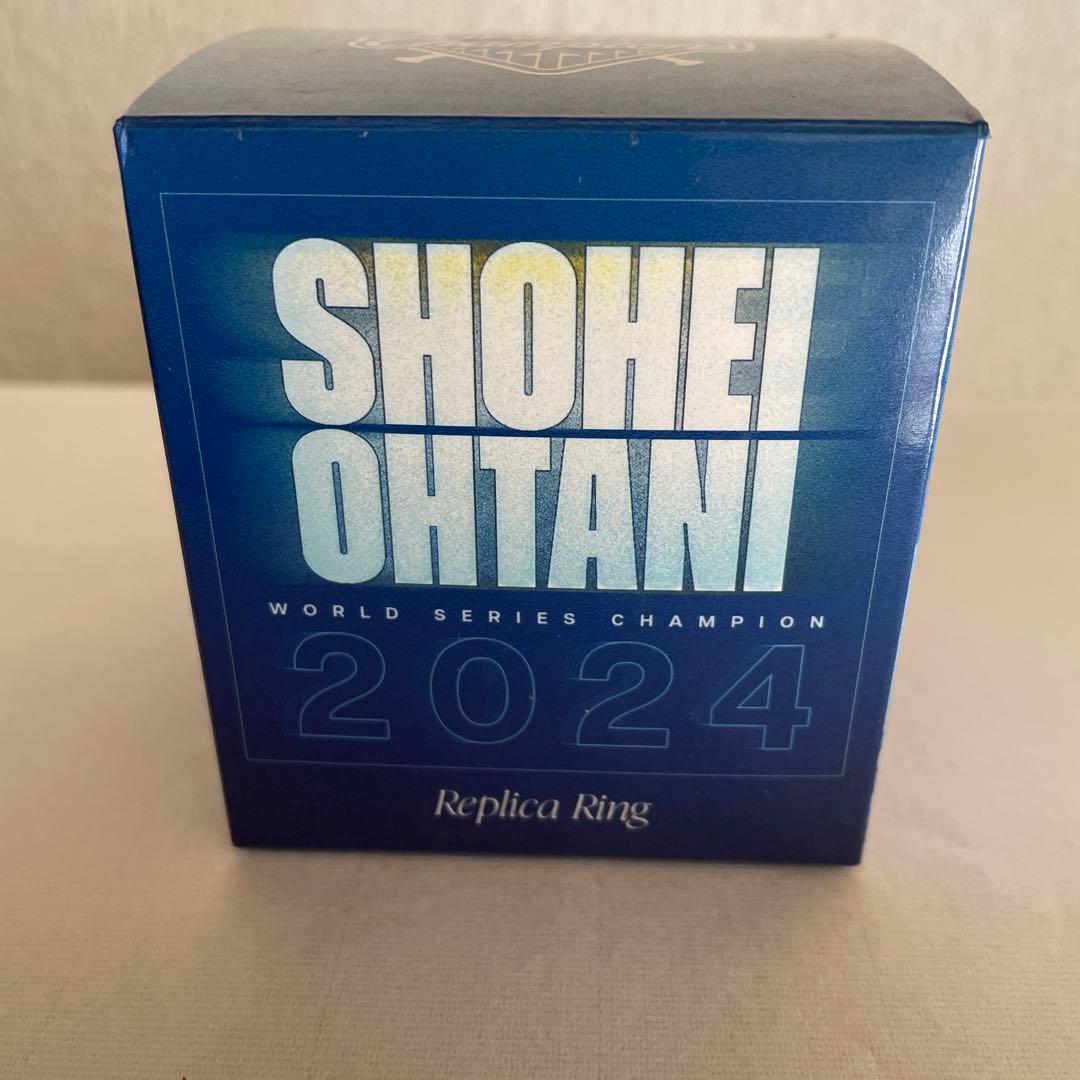 SHOHEI
OHTANI
WORLD SERIES CHAMPION
2024
Replica Ring